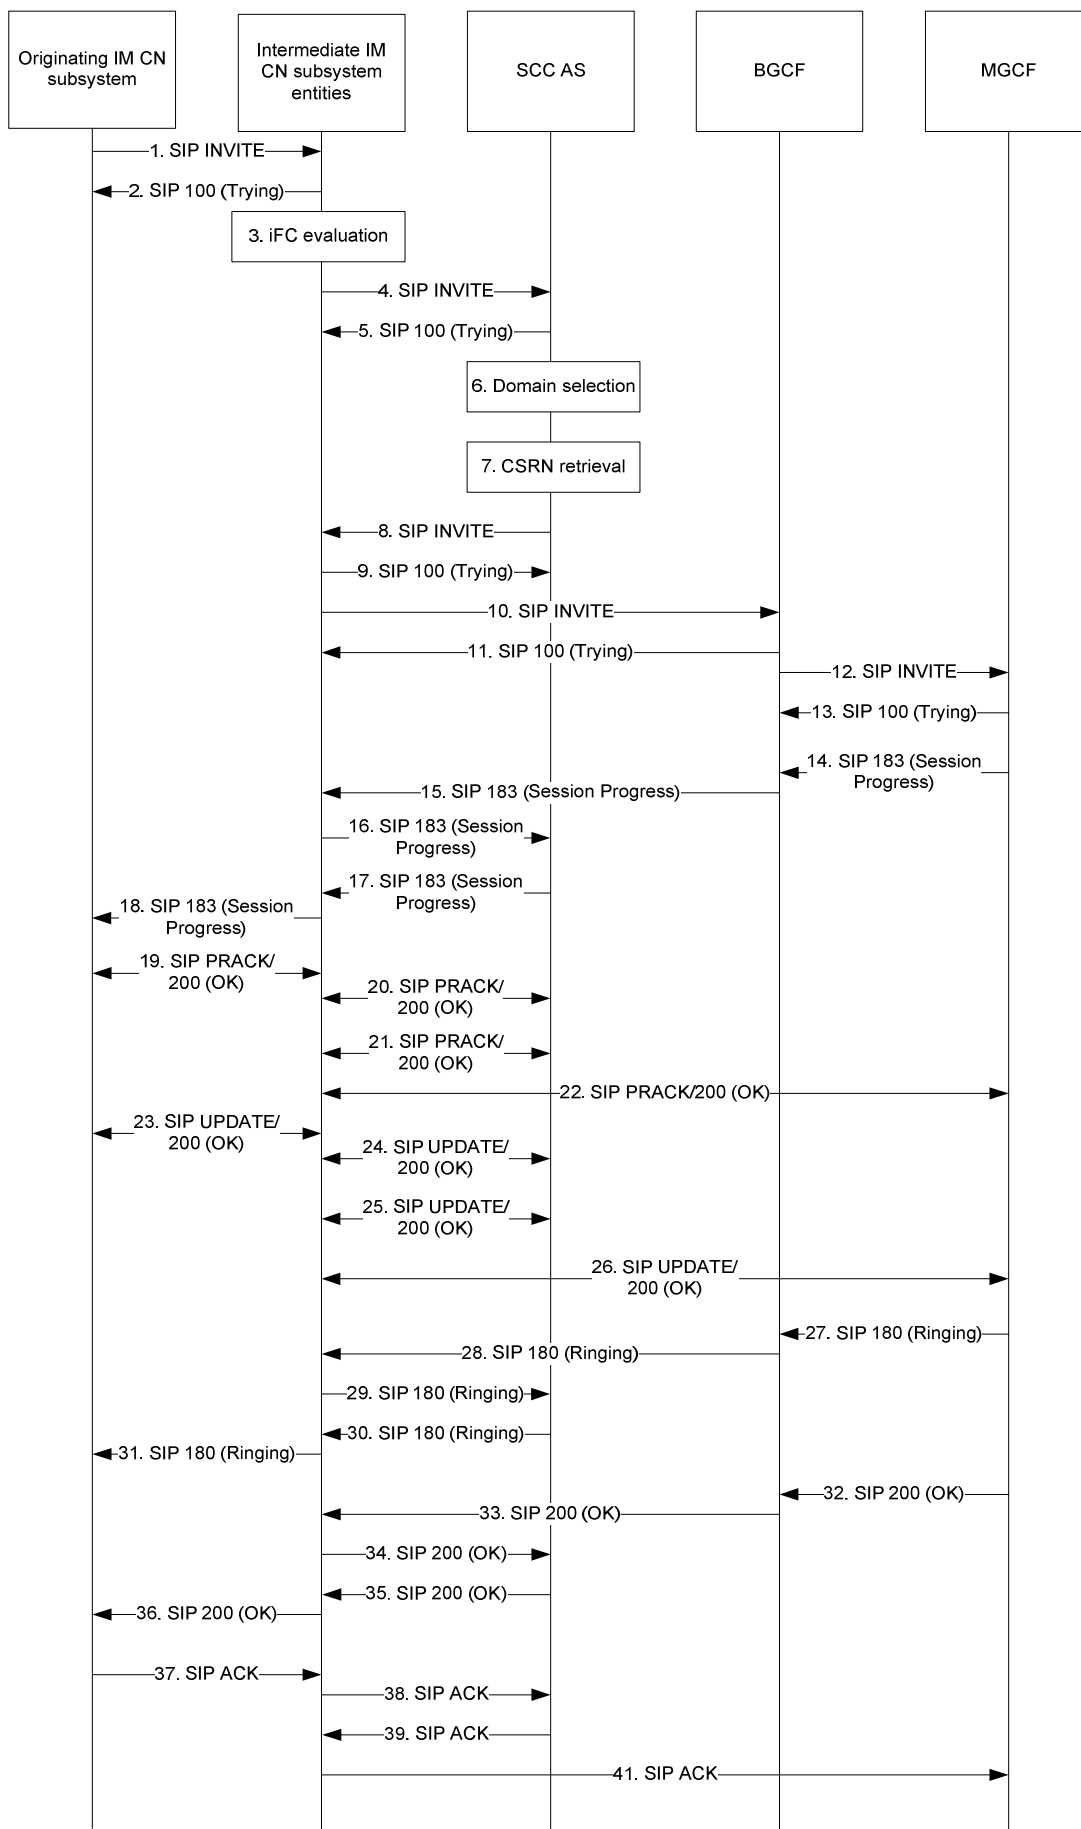 Originating IM CN
subsystem
Intermediate IM
CN subsystem
entities
SCC AS
BGCF
MGCF
1. SIP INVITE
2. SIP 100 (Trying)
3. iFC evaluation
4. SIP INVITE
5. SIP 100 (Trying)
6. Domain selection
7. CSRN retrieval
8. SIP INVITE
9. SIP 100 (Trying)
10. SIP INVITE
11. SIP 100 (Trying)
12. SIP INVITE
13. SIP 100 (Trying)
14. SIP 183 (Session
Progress)
15. SIP 183 (Session Progress)
16. SIP 183 (Session
Progress)
17. SIP 183 (Session
Progress)
18. SIP 183 (Session
Progress)
19. SIP PRACK/
200 (OK)
20. SIP PRACK/
200 (OK)
21. SIP PRACK/
200 (OK)
22. SIP PRACK/200 (OK)
23. SIP UPDATE/
200 (OK)
24. SIP UPDATE/
200 (OK)
25. SIP UPDATE/
200 (OK)
26. SIP UPDATE/
200 (OK)
27. SIP 180 (Ringing)
28. SIP 180 (Ringing)
29. SIP 180 (Ringing)
30. SIP 180 (Ringing)
31. SIP 180 (Ringing)
32. SIP 200 (OK)
33. SIP 200 (OK)
34. SIP 200 (OK)
35. SIP 200 (OK)
36. SIP 200 (OK)
37. SIP ACK
38. SIP ACK
39. SIP ACK
41. SIP ACK